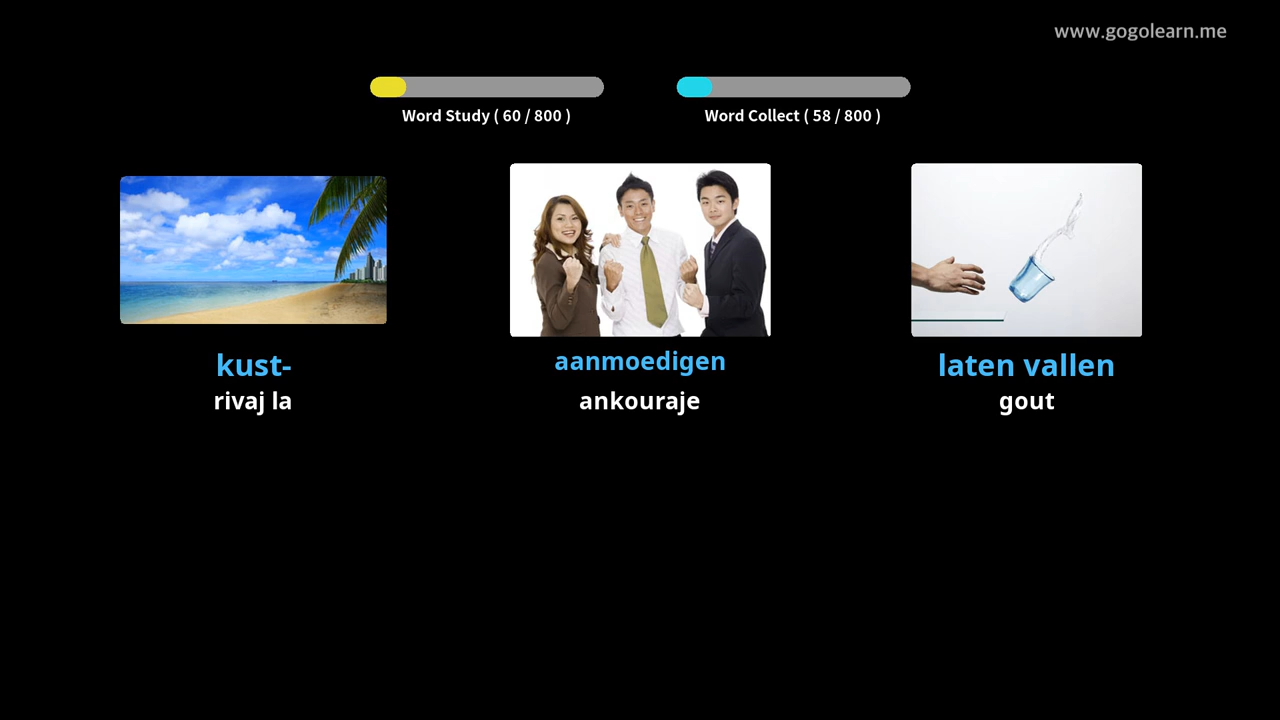 www.gogolearn.me
Word Study ( 60 / 800 )
Word Collect ( 58 / 800 )
kust-
rivaj la
aanmoedigen
ankouraje
laten vallen
gout